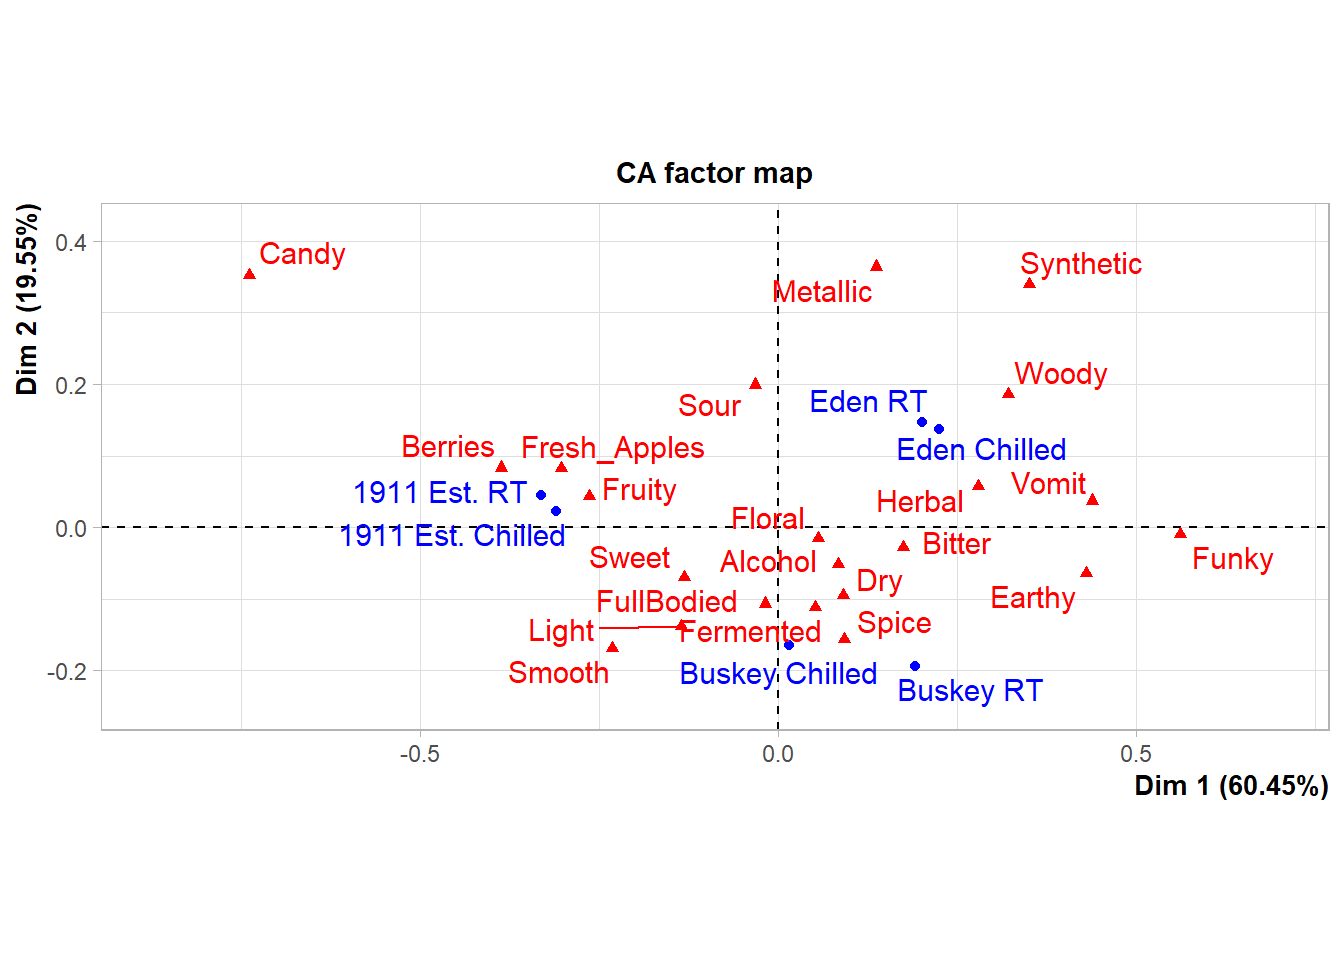 CA factor map
Dim 2 (19.55%)
0.4
0.2
0.0
-0.2
Candy
Synthetic
Metallic
Woody
Eden RT
Sour
Eden Chilled
Berries
Fresh_Apples
Vomit
1911 Est. RT
Fruity
Herbal
Floral
1911 Est. Chilled
Bitter
Sweet
Alcohol
Funky
Dry
FullBodied
Earthy
Light
Fermented
Spice
Smooth
Buskey Chilled
Buskey RT
-0.5
0.0
0.5
Dim 1 (60.45%)